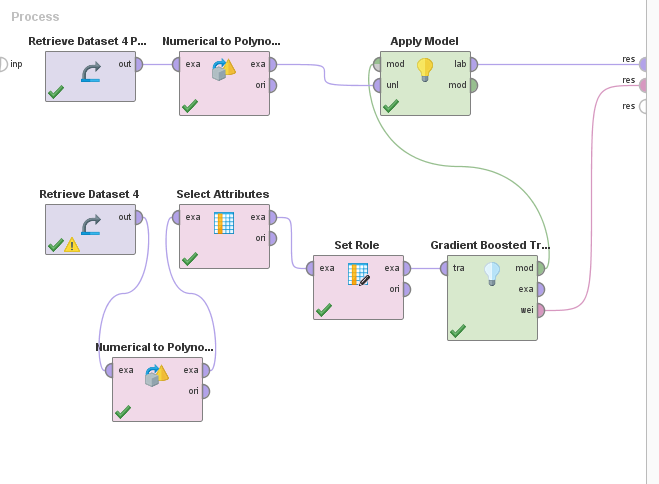 Process
Retrieve Dataset 4 P...
Numerical to Polyno...
Apply Model
inp
out
exa
exa
ori
mod
lab
unl
mod
res
res
res
Retrieve Dataset 4
Select Attributes
out
exa
exa
ori
Set Role
Gradient Boosted Tr...
exa
exa
ori
tra
mod
exa
wei
Numerical to Polyno...
exa
exa
ori